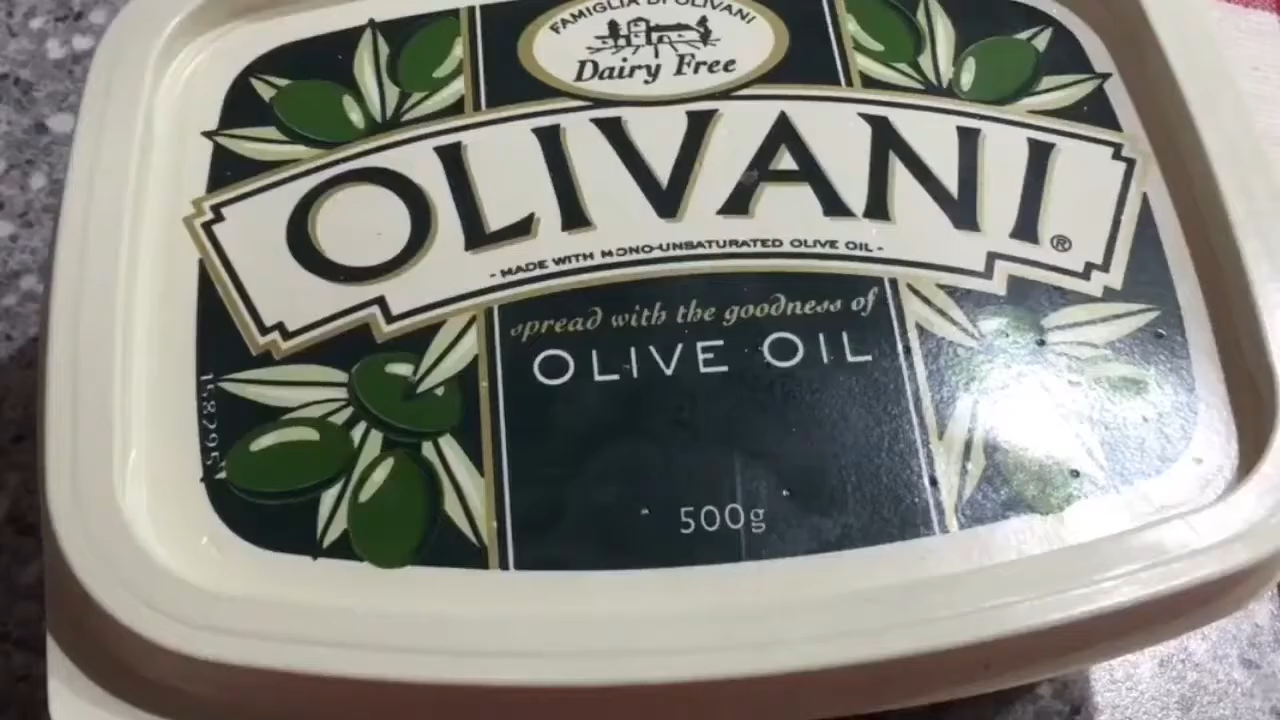 FAMIGLIA DI OLIVANI
Dairy Free
OLIVANI®
- MADE WITH MONO-UNSATURATED OLIVE OIL -
spread with the goodness of
OLIVE OIL
500g